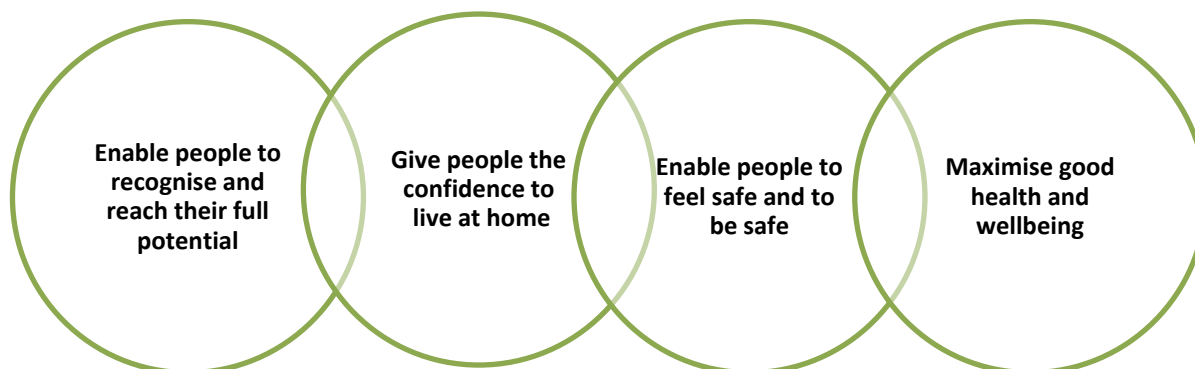 Enable people to
recognise and
reach their full
potential
Give people the
confidence to
live at home
Enable people to
feel safe and to
be safe
Maximise good
health and
wellbeing